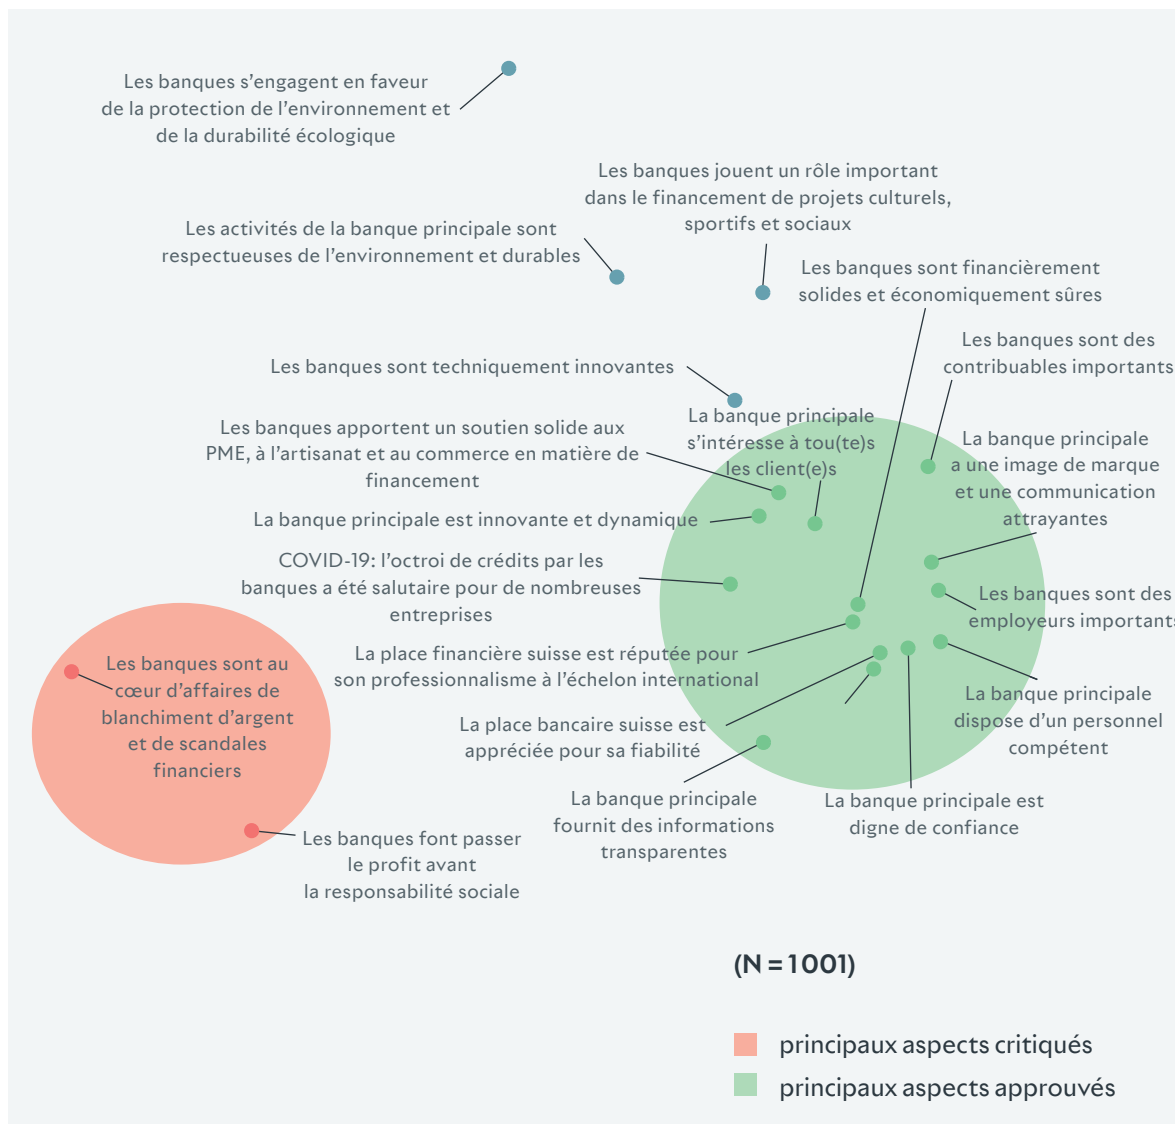 Les banques s’engagent en faveur
de la protection de l’environnement et
de la durabilité écologique
Les banques jouent un rôle important
dans le financement de projets culturels,
sportifs et sociaux
Les activités de la banque principale sont
respectueuses de l’environnement et durables
Les banques sont financièrement
solides et économiquement sûres
Les banques sont des
contribuables importants
Les banques sont techniquement innovantes
La banque principale
s’intéresse à tou(te)s
les client(e)s
Les banques apportent un soutien solide aux
PME, à l’artisanat et au commerce en matière de
financement
La banque principale
a une image de marque
et une communication
attrayantes
La banque principale est innovante et dynamique
COVID-19: l’octroi de crédits par les
banques a été salutaire pour de nombreuses
entreprises
Les banques sont des
employeurs importants
La place financière suisse est réputée pour
son professionnalisme à l’échelon international
Les banques sont au
cœur d’affaires de
blanchiment d’argent
et de scandales
financiers
La banque principale
dispose d’un personnel
compétent
La place bancaire suisse est
appréciée pour sa fiabilité
La banque principale
fournit des informations
transparentes
La banque principale est
digne de confiance
Les banques font passer
le profit avant
la responsabilité sociale
(N = 1001)
principaux aspects critiqués
principaux aspects approuvés